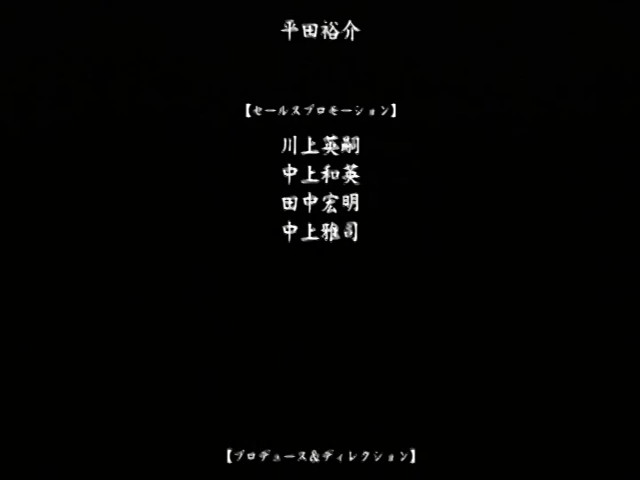 平田裕介
【セールスプロモーション】
川上英嗣
中上和英
田中宏明
中上雅司
【プロデュース&ディレクション】